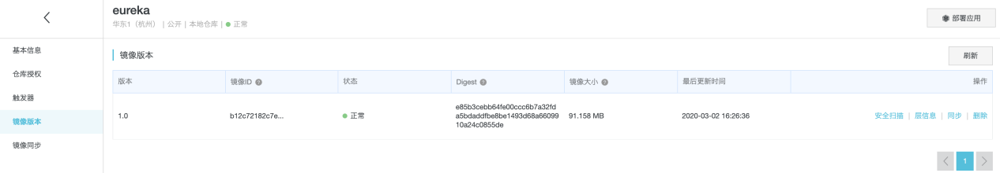 eureka
华东1（杭州） | 公开 | 本地仓库 | 正常
部署应用
基本信息
仓库授权
触发器
镜像版本
镜像同步
镜像版本
刷新
版本 镜像ID 状态 Digest 镜像大小 最后更新时间 操作
1.0 b12c72182c7e... 正常
e85b3cebb64fe00ccc6b7a32fd
a5bdaddfbe8be1493d68a66099
10a24c0855de
91.158 MB 2020-03-02 16:26:36 安全扫描 | 层信息 | 同步 | 删除
1